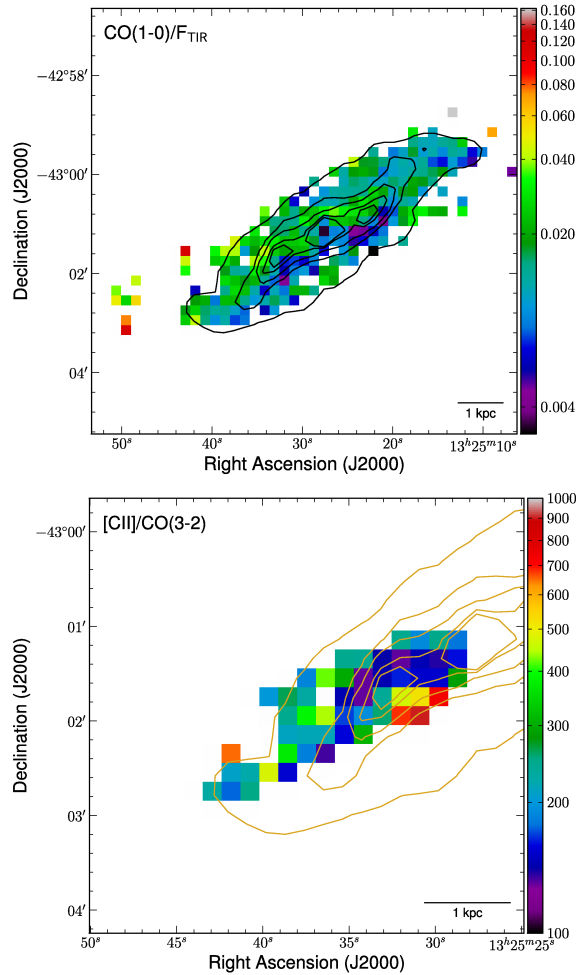 CO(1-0)/F_TIR
0.160
0.140
0.120
0.100
0.080
0.060
0.040
0.020
0.004
−42°58′
−43°00′
02′
04′
Declination (J2000)
1 kpc
50ˢ 40ˢ 30ˢ 20ˢ 13ʰ25ᵐ10ˢ
Right Ascension (J2000)
[CII]/CO(3-2)
1000
900
800
700
600
500
400
300
200
100
−43°00′
01′
02′
03′
04′
Declination (J2000)
1 kpc
50ˢ 45ˢ 40ˢ 35ˢ 30ˢ 13ʰ25ᵐ25ˢ
Right Ascension (J2000)